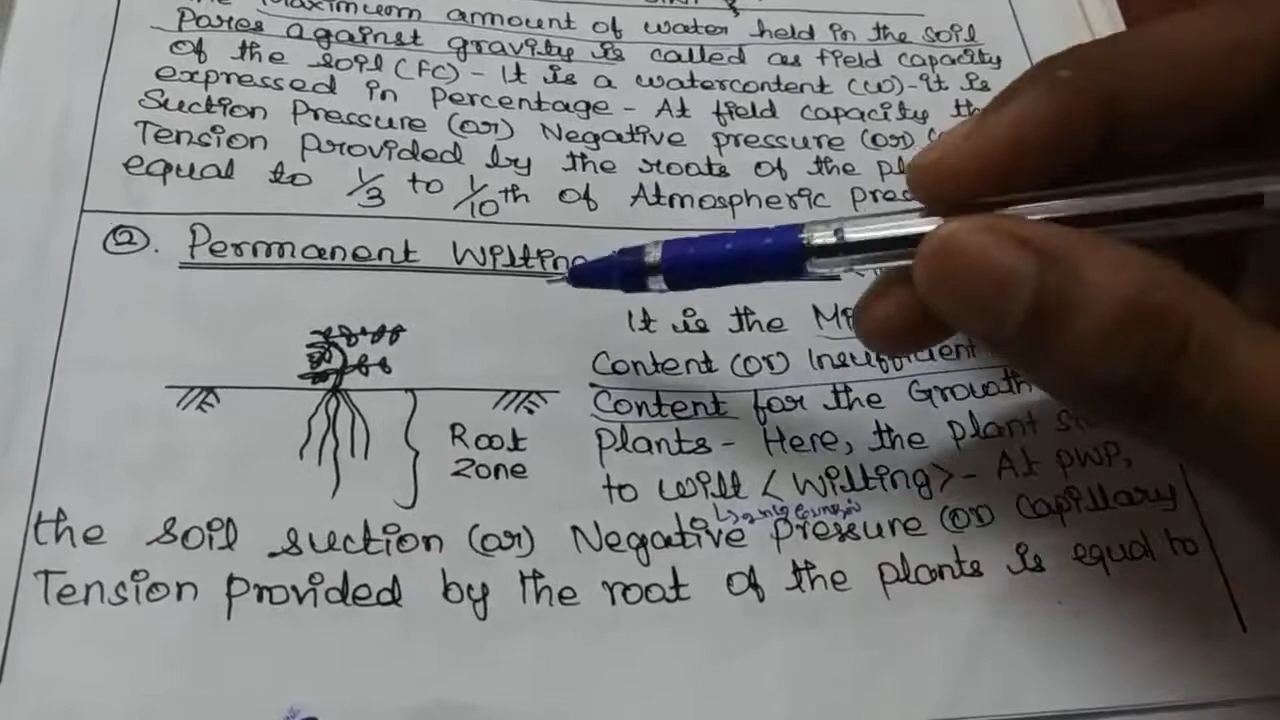 Maximum amount of water held in the soil
Pores against gravity is called as field capacity
of the soil (FC) - It is a watercontent (w) - it is
expressed in Percentage - At field capacity
Suction Pressure (or) Negative pressure (or)
Tension Provided by the roots of the
equal to 1/3 to 1/10th of Atmospheric
②. Permanent Wilting
It is the
Content (or) Insufficient
Content for the Growth
plants - Here, the plant
to wilt <Wilting> - At PWP,
the soil suction (or) Negative pressure (or) Capillary
Tension provided by the root of the plants is equal to
Root
Zone